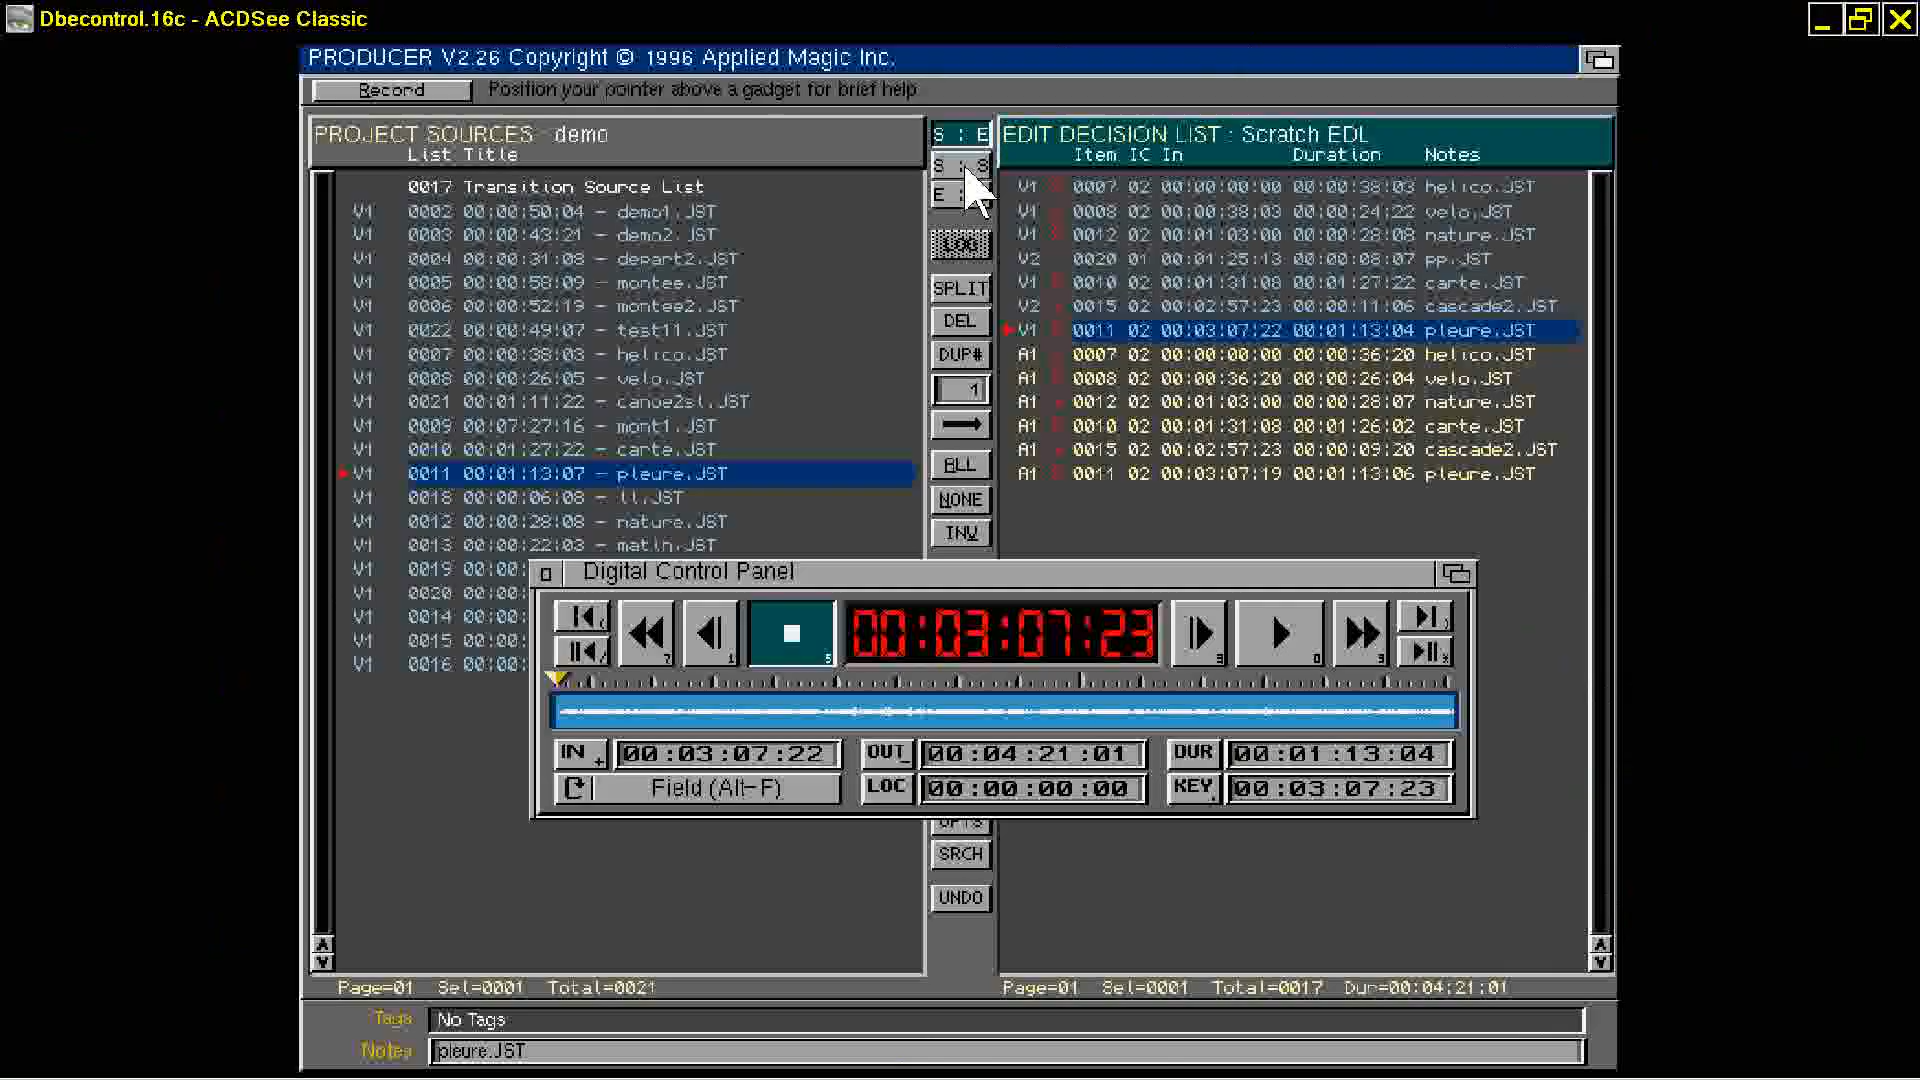 Dbecontrol.16c - ACDSee Classic
PRODUCER V2.26 Copyright © 1996 Applied Magic Inc.
Record Position your pointer above a gadget for brief help
PROJECT SOURCES demo
List Title
0017 Transition Source List
V1 0002 00:00:50:04 - demo1.JST
V1 0003 00:00:43:21 - demo2.JST
V1 0004 00:00:31:08 - depart2.JST
V1 0005 00:00:58:09 - montee.JST
V1 0006 00:00:52:19 - montee2.JST
V1 0022 00:00:49:07 - test11.JST
V1 0007 00:00:38:03 - helico.JST
V1 0008 00:00:26:05 - velo.JST
V1 0021 00:01:11:22 - canoe2sl.JST
V1 0009 00:07:27:16 - mont1.JST
V1 0010 00:01:27:22 - carte.JST
V1 0011 00:01:13:07 - pleure.JST
V1 0018 00:00:06:08 - ll.JST
V1 0012 00:00:28:08 - nature.JST
V1 0013 00:00:22:03 - matin.JST
V1 0019 00:00:
V1 0020 00:00:
V1 0014 00:00:
V1 0015 00:00:
V1 0016 00:00:
Page=01 Sel=0001 Total=0021
S : E
S : S
E :
LOG
SPLIT
DEL
DUP#
1
ALL
NONE
INV
OPTS
SRCH
UNDO
EDIT DECISION LIST : Scratch EDL
Item IC In Duration Notes
V1 0007 02 00:00:00:00 00:00:38:03 helico.JST
V1 0008 02 00:00:38:03 00:00:24:22 velo.JST
V1 0012 02 00:01:03:00 00:00:28:08 nature.JST
V2 0020 01 00:01:25:13 00:00:08:07 pp.JST
V1 0010 02 00:01:31:08 00:01:27:22 carte.JST
V2 0015 02 00:02:57:23 00:00:11:06 cascade2.JST
V1 0011 02 00:03:07:22 00:01:13:04 pleure.JST
A1 0007 02 00:00:00:00 00:00:36:20 helico.JST
A1 0008 02 00:00:36:20 00:00:26:04 velo.JST
A1 0012 02 00:01:03:00 00:00:28:07 nature.JST
A1 0010 02 00:01:31:08 00:01:26:02 carte.JST
A1 0015 02 00:02:57:23 00:00:09:20 cascade2.JST
A1 0011 02 00:03:07:19 00:01:13:06 pleure.JST
Page=01 Sel=0001 Total=0017 Dur=00:04:21:01
Digital Control Panel
00:03:07:23
IN + 00:03:07:22 OUT _ 00:04:21:01 DUR 00:01:13:04
Field (Alt-F) LOC 00:00:00:00 KEY . 00:03:07:23
Tags No Tags
Notes pleure.JST